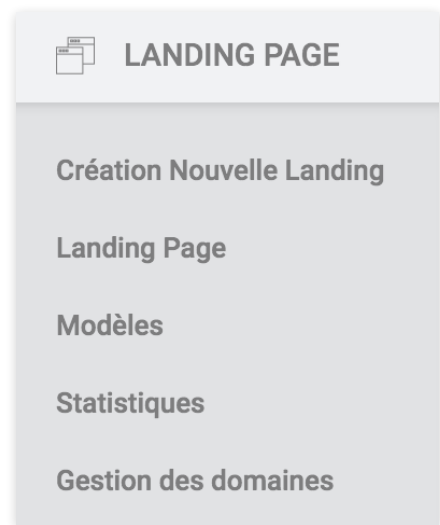 LANDING PAGE
Création Nouvelle Landing
Landing Page
Modèles
Statistiques
Gestion des domaines